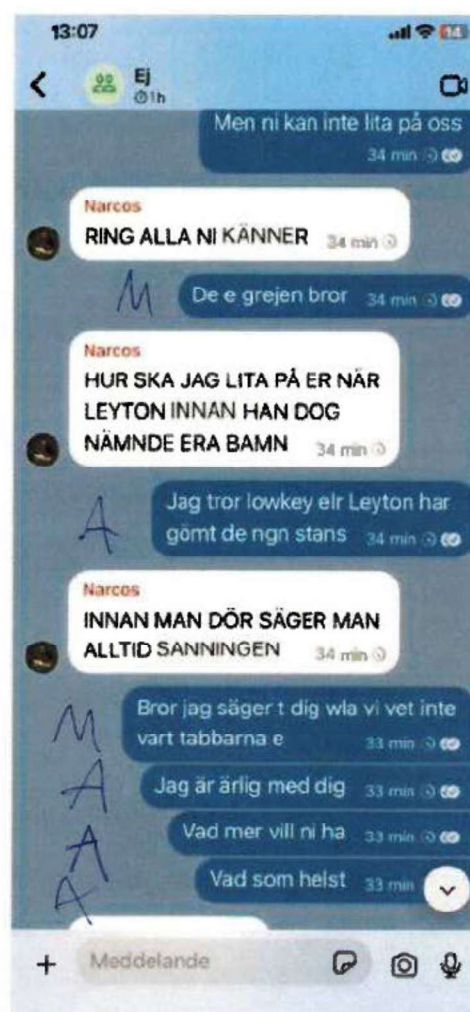 13:07
14
Ej
1h
Men ni kan inte lita på oss
34 min
Narcos
RING ALLA NI KÄNNER 34 min
M
De e grejen bror 34 min
Narcos
HUR SKA JAG LITA PÅ ER NÄR
LEYTON INNAN HAN DOG
NÄMNDE ERA BAMN 34 min
A
Jag tror lowkey elr Leyton har
gömt de ngn stans 34 min
Narcos
INNAN MAN DÖR SÄGER MAN
ALLTID SANNINGEN 34 min
M
Bror jag säger t dig wla vi vet inte
vart tabbarna e 33 min
A
Jag är ärlig med dig 33 min
A
Vad mer vill ni ha 33 min
A
Vad som helst 33 min
Meddelande